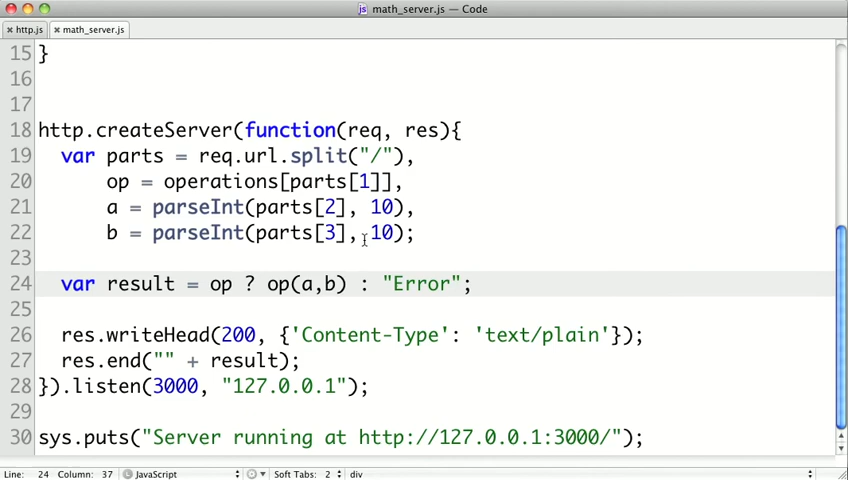 math_server.js — Code
http.js math_server.js
15 }
16
17
18 http.createServer(function(req, res){
19   var parts = req.url.split("/"),
20       op = operations[parts[1]],
21       a = parseInt(parts[2], 10),
22       b = parseInt(parts[3], 10);
23
24   var result = op ? op(a,b) : "Error";
25
26   res.writeHead(200, {'Content-Type': 'text/plain'});
27   res.end("" + result);
28 }).listen(3000, "127.0.0.1");
29
30 sys.puts("Server running at http://127.0.0.1:3000/");
Line: 24 Column: 37 JavaScript Soft Tabs: 2 div